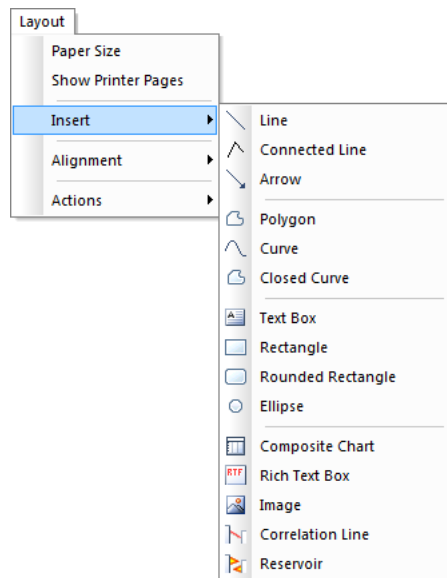 Layout
Paper Size
Show Printer Pages
Insert
Alignment
Actions
Line
Connected Line
Arrow
Polygon
Curve
Closed Curve
Text Box
Rectangle
Rounded Rectangle
Ellipse
Composite Chart
RTF Rich Text Box
Image
Correlation Line
Reservoir